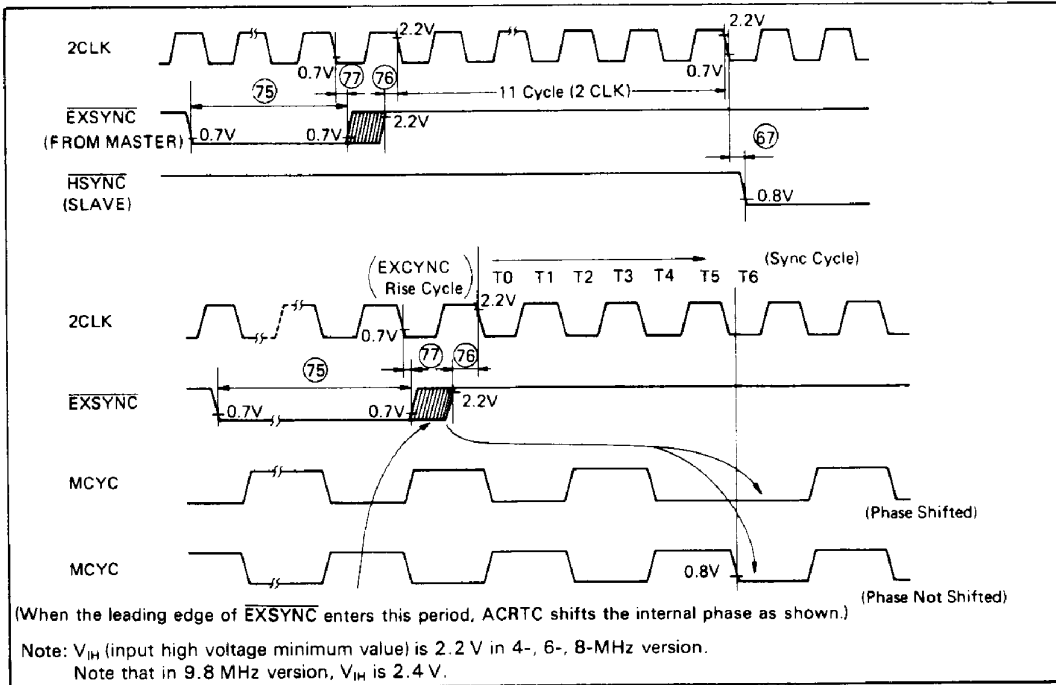 2CLK
2.2V
2.2V
0.7V
77
76
0.7V
75
11 Cycle (2 CLK)
EXSYNC
(FROM MASTER)
0.7V
0.7V
2.2V
67
HSYNC
(SLAVE)
0.8V
(EXCYNC
Rise Cycle)
T0 T1 T2 T3 T4 T5 T6
(Sync Cycle)
2.2V
2CLK
0.7V
75
77
76
EXSYNC
0.7V
0.7V
2.2V
MCYC
(Phase Shifted)
MCYC
0.8V
(Phase Not Shifted)
(When the leading edge of EXSYNC enters this period, ACRTC shifts the internal phase as shown.)
Note: VIH (input high voltage minimum value) is 2.2 V in 4-, 6-, 8-MHz version.
Note that in 9.8 MHz version, VIH is 2.4 V.